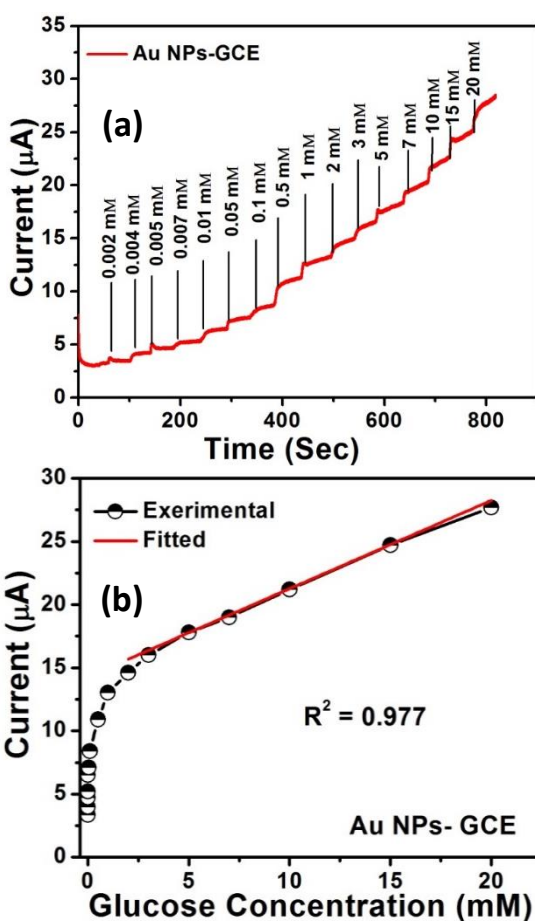 Au NPs-GCE
(a)
0.002 mM
0.004 mM
0.005 mM
0.007 mM
0.01 mM
0.05 mM
0.1 mM
0.5 mM
1 mM
2 mM
3 mM
5 mM
7 mM
10 mM
15 mM
20 mM
35
30
25
20
15
10
5
0
Current (μA)
0 200 400 600 800
Time (Sec)
Exerimental
Fitted
(b)
R² = 0.977
Au NPs- GCE
30
25
20
15
10
5
0
Current (μA)
0 5 10 15 20
Glucose Concentration (mM)